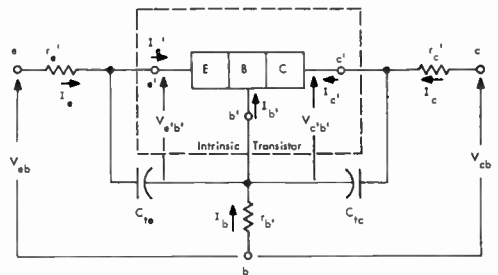 e r_e' I_e' c' r_c' c
E B C
I_e e' I_c' I_c
b' I_b'
V_e'b' V_c'b'
Intrinsic Transistor
V_eb V_cb
C_te C_tc
I_b r_b'
b